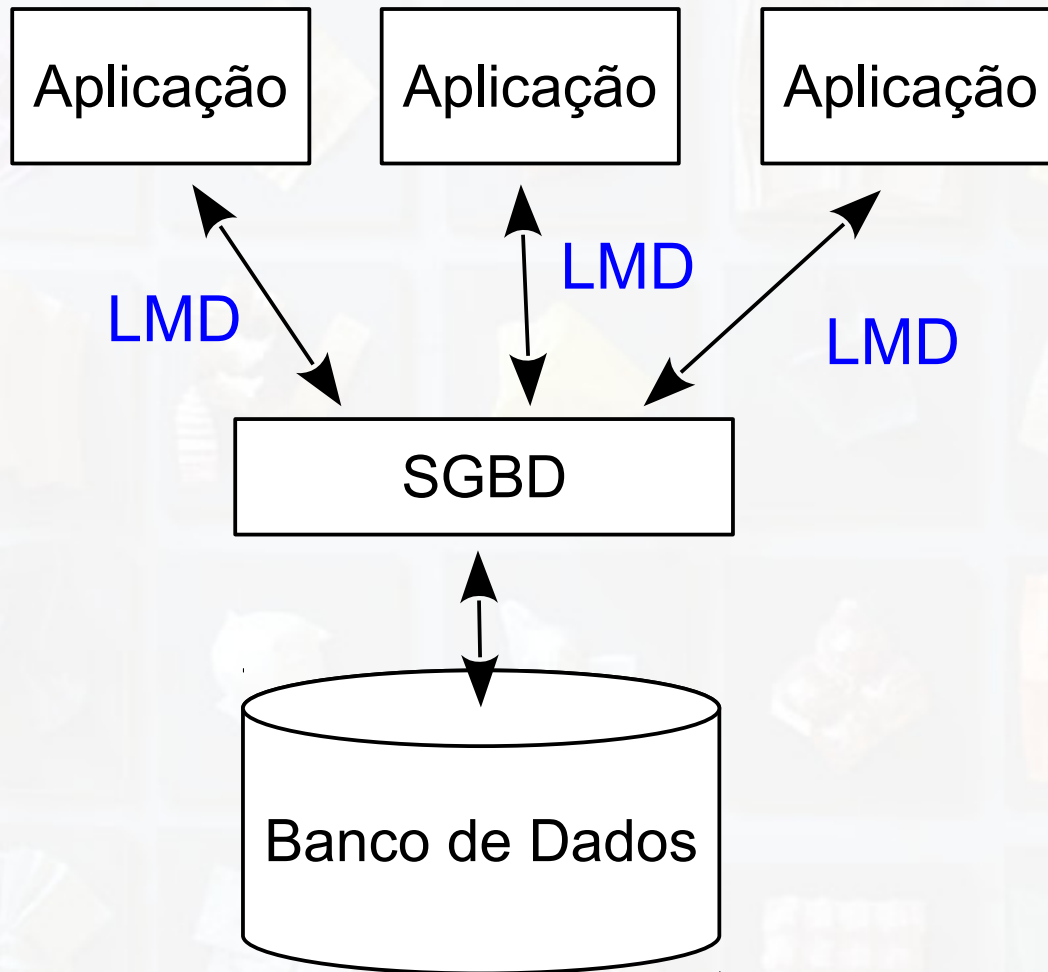 Aplicação
Aplicação
Aplicação
LMD
LMD
LMD
SGBD
Banco de Dados